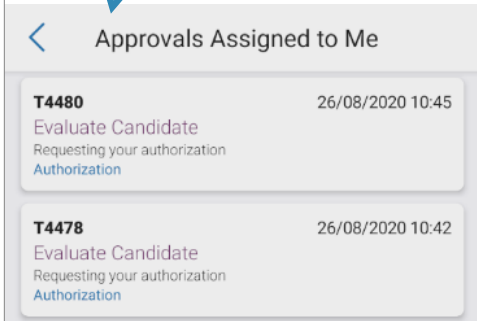 Approvals Assigned to Me
T4480 26/08/2020 10:45
Evaluate Candidate
Requesting your authorization
Authorization
T4478 26/08/2020 10:42
Evaluate Candidate
Requesting your authorization
Authorization